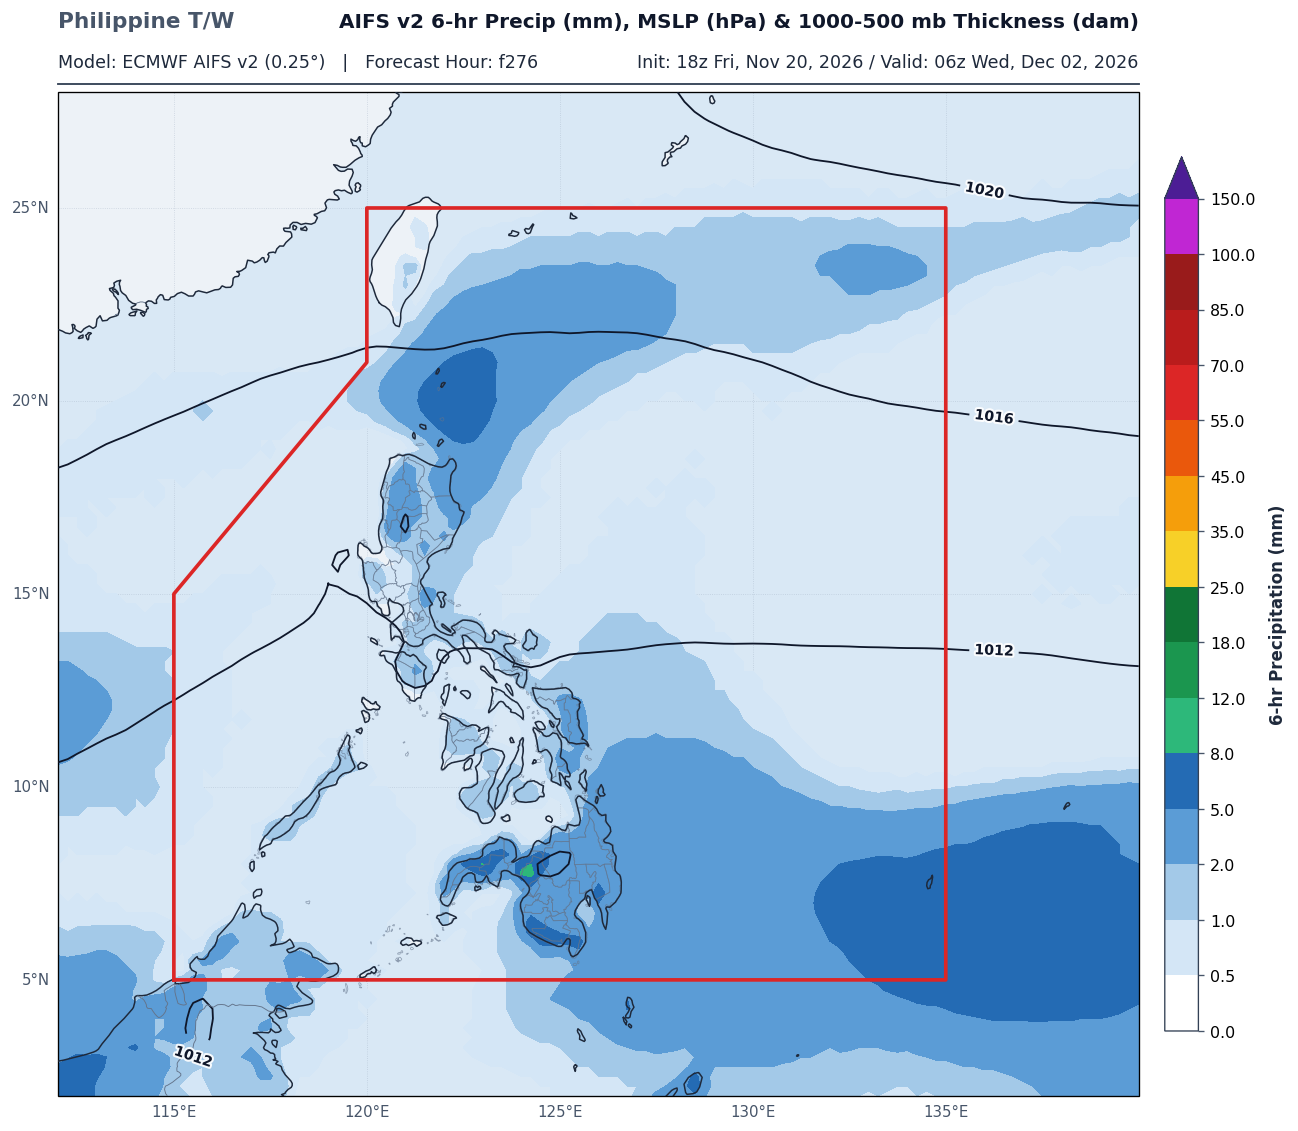 Philippine T/W
AIFS v2 6-hr Precip (mm), MSLP (hPa) & 1000-500 mb Thickness (dam)
Model: ECMWF AIFS v2 (0.25°) | Forecast Hour: f276
Init: 18z Fri, Nov 20, 2026 / Valid: 06z Wed, Dec 02, 2026
25°N
20°N
15°N
10°N
5°N
115°E
120°E
125°E
130°E
135°E
1020
1016
1012
1012
150.0
100.0
85.0
70.0
55.0
45.0
35.0
25.0
18.0
12.0
8.0
5.0
2.0
1.0
0.5
0.0
6-hr Precipitation (mm)